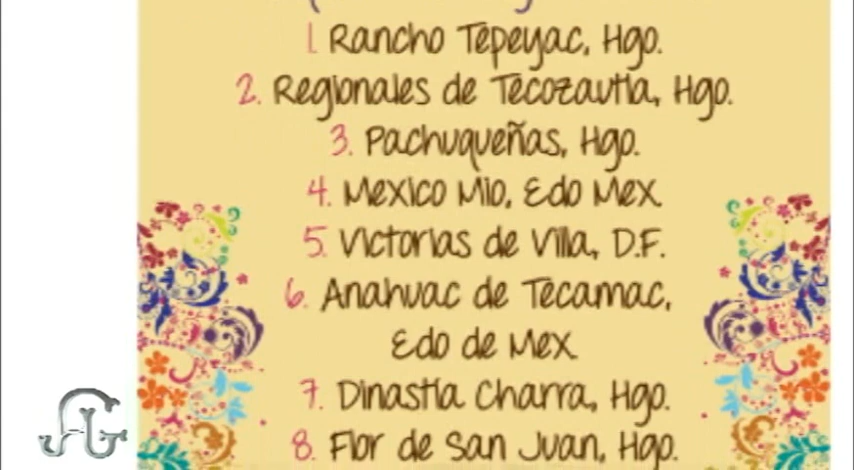 1. Rancho Tepeyac, Hgo.
2. Regionales de Tecozautla, Hgo.
3. Pachuqueñas, Hgo.
4. Mexico Mio, Edo Mex.
5. Victorias de Villa, D.F.
6. Anahuac de Tecamac,
Edo de Mex.
7. Dinastia Charra, Hgo.
8. Flor de San Juan, Hgo.